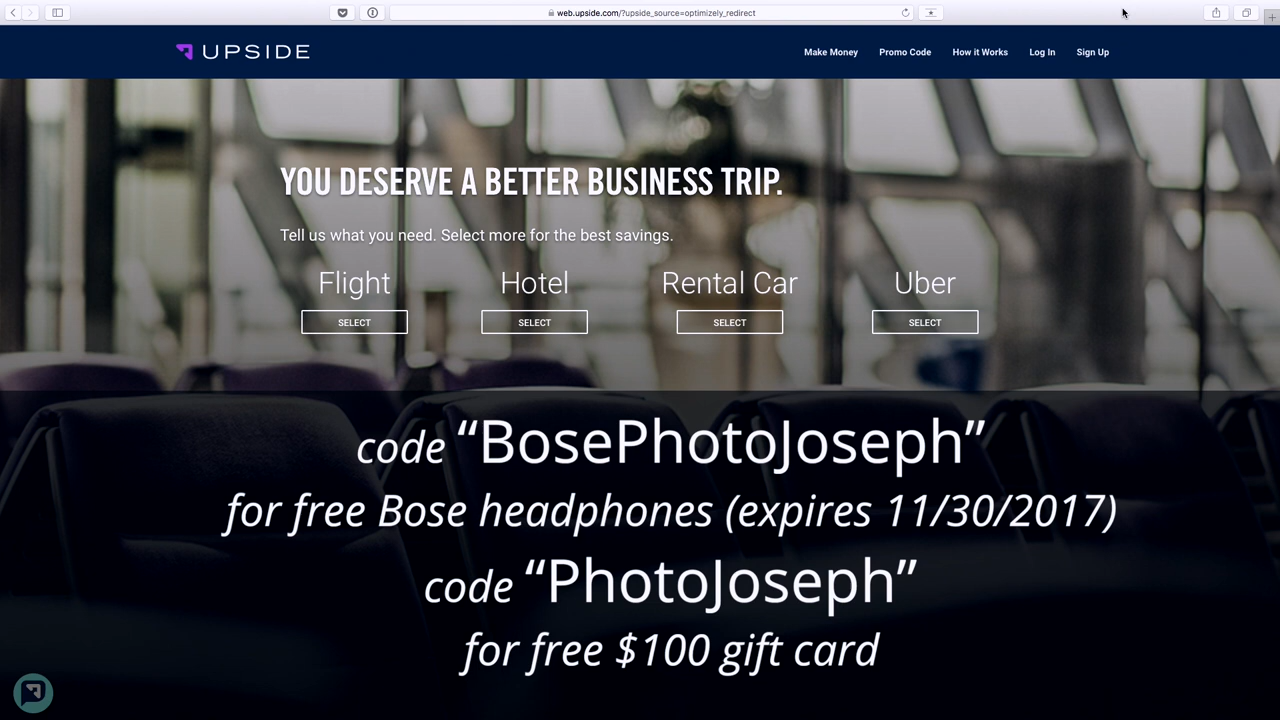 web.upside.com/?upside_source=optimizely_redirect
UPSIDE
Make Money Promo Code How it Works Log In Sign Up
YOU DESERVE A BETTER BUSINESS TRIP.
Tell us what you need. Select more for the best savings.
Flight Hotel Rental Car Uber
SELECT SELECT SELECT SELECT
code “BosePhotoJoseph”
for free Bose headphones (expires 11/30/2017)
code “PhotoJoseph”
for free $100 gift card